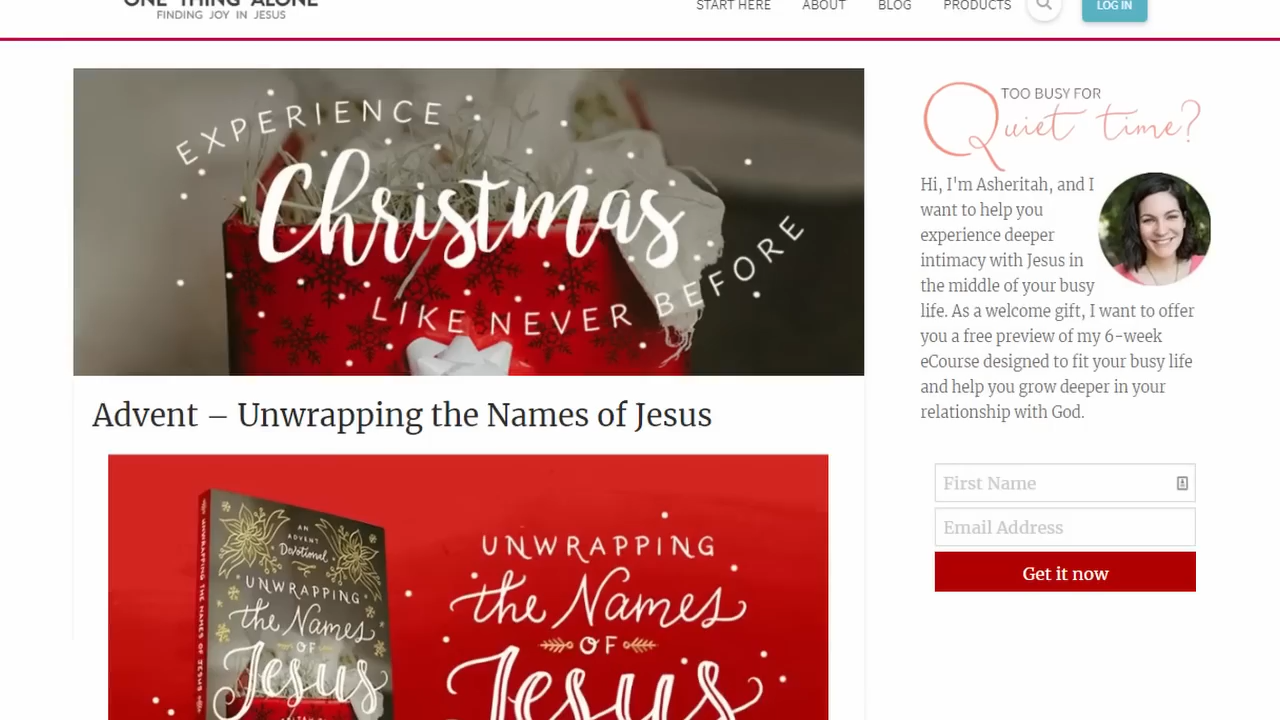 ONE THING ALONE
FINDING JOY IN JESUS
START HERE
ABOUT
BLOG
PRODUCTS
LOG IN
EXPERIENCE
Christmas
LIKE NEVER BEFORE
Advent – Unwrapping the Names of Jesus
AN
ADVENT
Devotional
UNWRAPPING
the Names
OF
Jesus
UNWRAPPING THE NAMES OF JESUS
UNWRAPPING
the Names
OF
Jesus
TOO BUSY FOR
Quiet time?
Hi, I'm Asheritah, and I
want to help you
experience deeper
intimacy with Jesus in
the middle of your busy
life. As a welcome gift, I want to offer
you a free preview of my 6-week
eCourse designed to fit your busy life
and help you grow deeper in your
relationship with God.
First Name
Email Address
Get it now